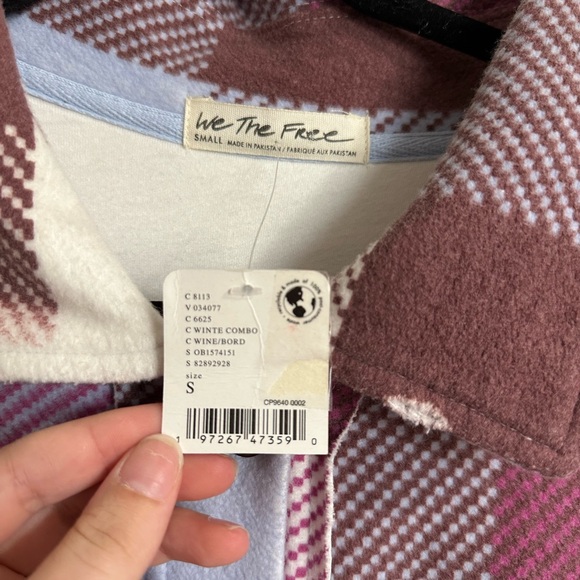 We The Free
SMALL MADE IN PAKISTAN / FABRIQUÉ AUX PAKISTAN
C 8113
V 034077
C 6625
C WINTE COMBO
C WINE/BORD
S OB1574151
S 82892928
size
S
CP9640 0002
1 97267 47359 0